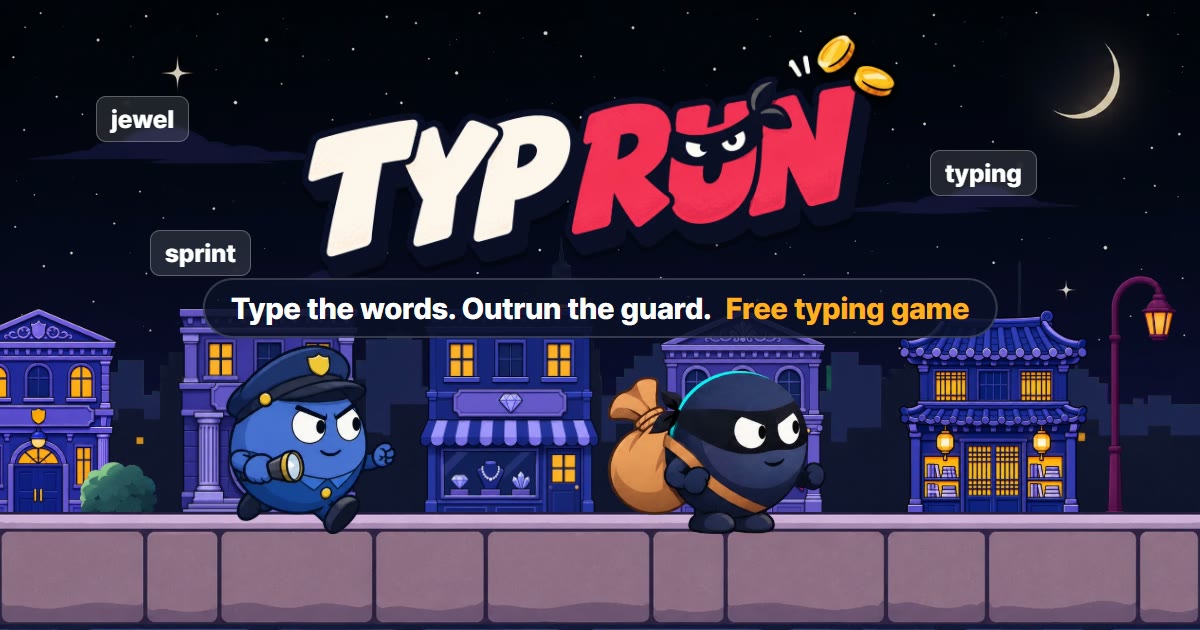 TYPRUN
jewel
typing
sprint
Type the words. Outrun the guard. Free typing game